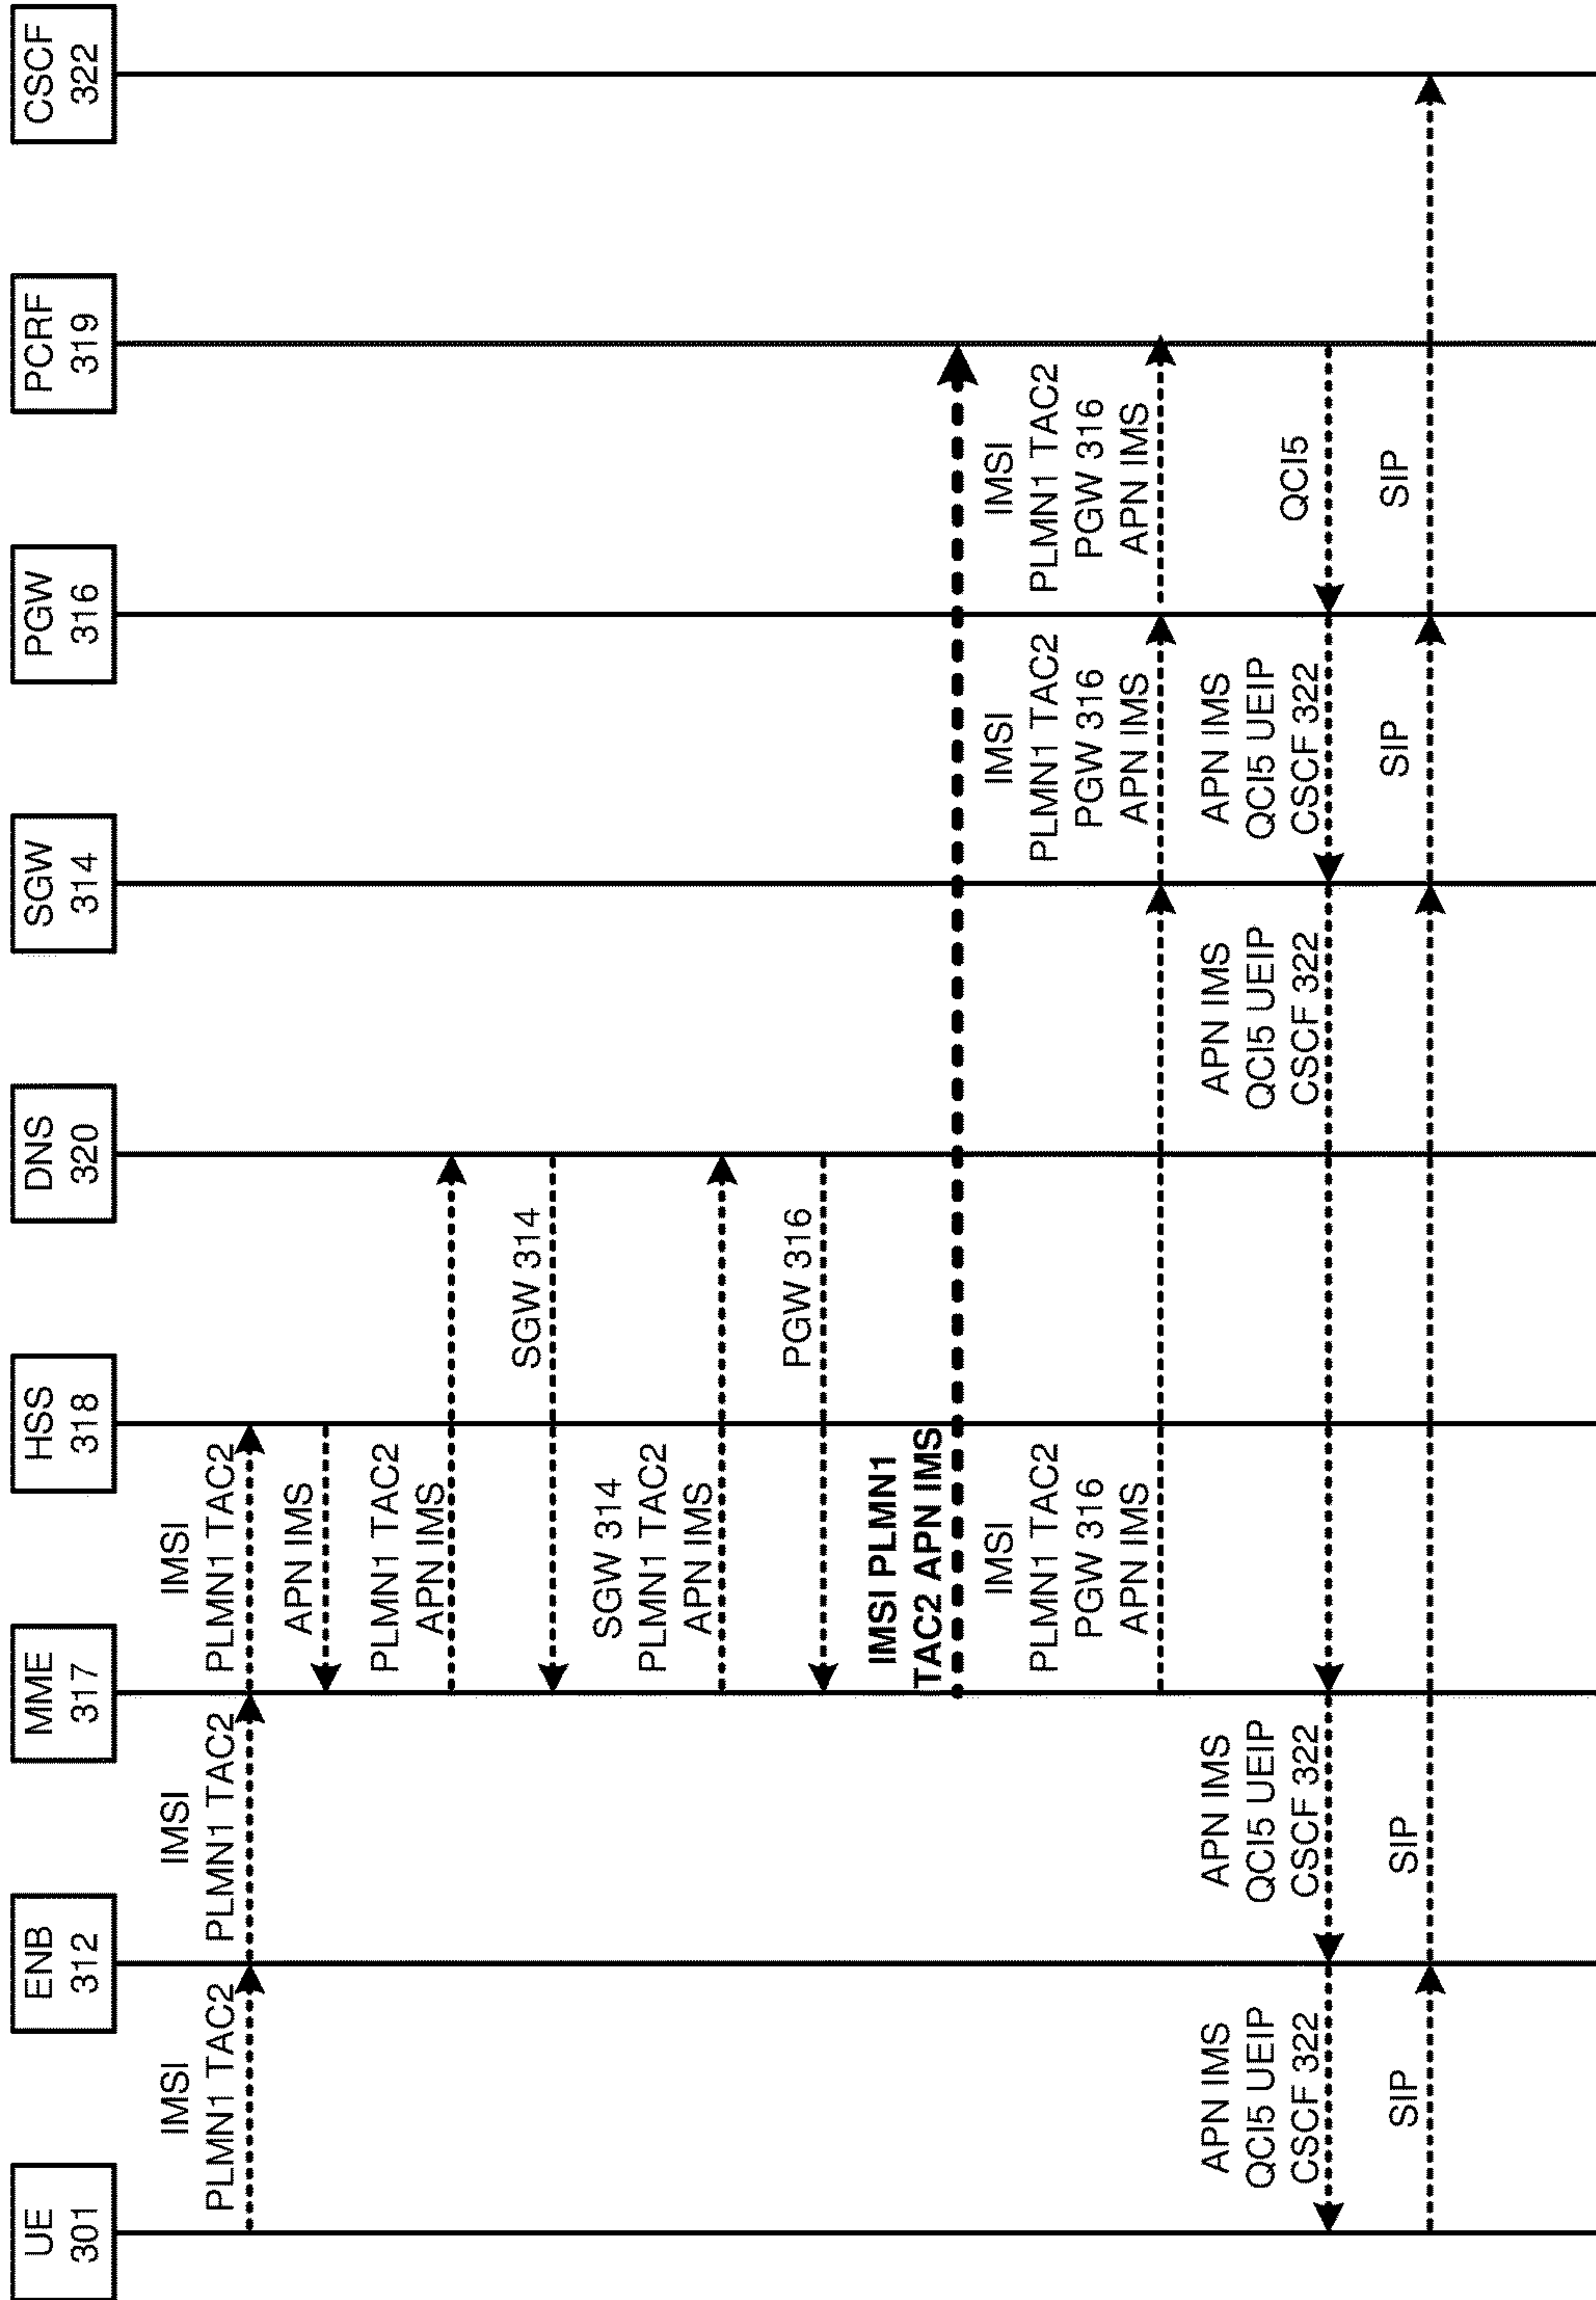 UE
301
ENB
312
MME
317
HSS
318
DNS
320
SGW
314
PGW
316
PCRF
319
CSCF
322
IMSI
PLMN1 TAC2
IMSI
PLMN1 TAC2
IMSI
PLMN1 TAC2
APN IMS
PLMN1 TAC2
APN IMS
SGW 314
SGW 314
PLMN1 TAC2
APN IMS
PGW 316
IMSI PLMN1
TAC2 APN IMS
IMSI
PLMN1 TAC2
PGW 316
APN IMS
IMSI
PLMN1 TAC2
PGW 316
APN IMS
IMSI
PLMN1 TAC2
PGW 316
APN IMS
APN IMS
QCI5 UEIP
CSCF 322
APN IMS
QCI5 UEIP
CSCF 322
APN IMS
QCI5 UEIP
CSCF 322
APN IMS
QCI5 UEIP
CSCF 322
QCI5
SIP
SIP
SIP
SIP